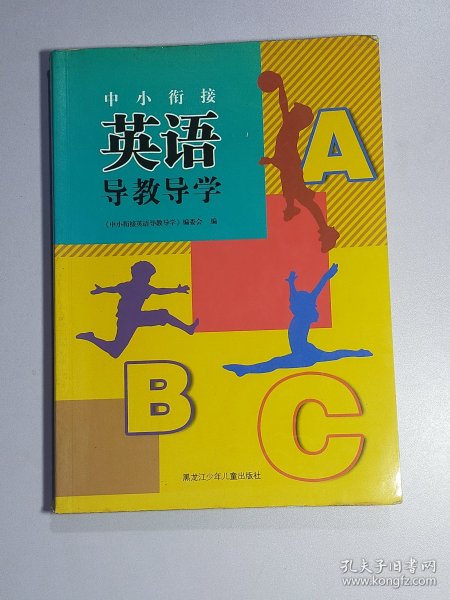 中小衔接
英语
导教导学
《中小衔接英语导教导学》编委会 编
A
B
C
黑龙江少年儿童出版社
孔夫子旧书网
www.kongfz.com